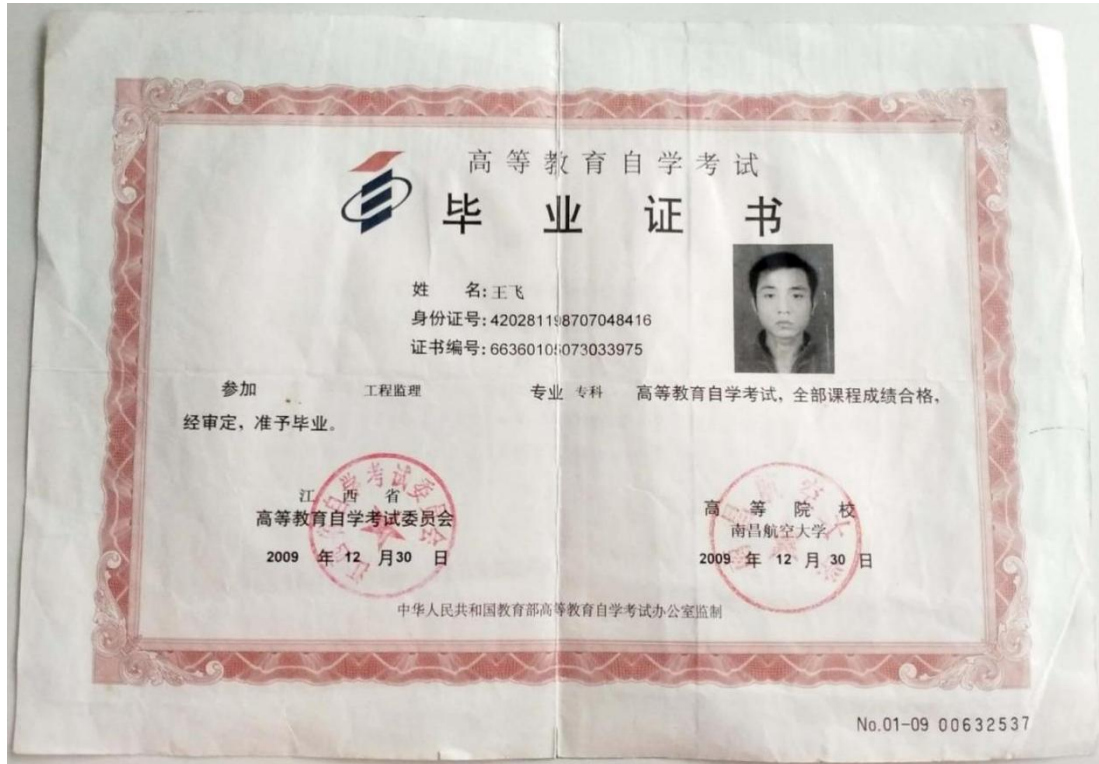 高等教育自学考试
毕业证书
姓 名:王飞
身份证号:420281198707048416
证书编号:66360105073033975
参加 工程监理 专业 专科 高等教育自学考试,全部课程成绩合格,
经审定,准予毕业。
江西省
高等教育自学考试委员会
2009 年 12 月30 日
高等院校
南昌航空大学
2009 年 12 月 30 日
中华人民共和国教育部高等教育自学考试办公室监制
No.01-09 00632537